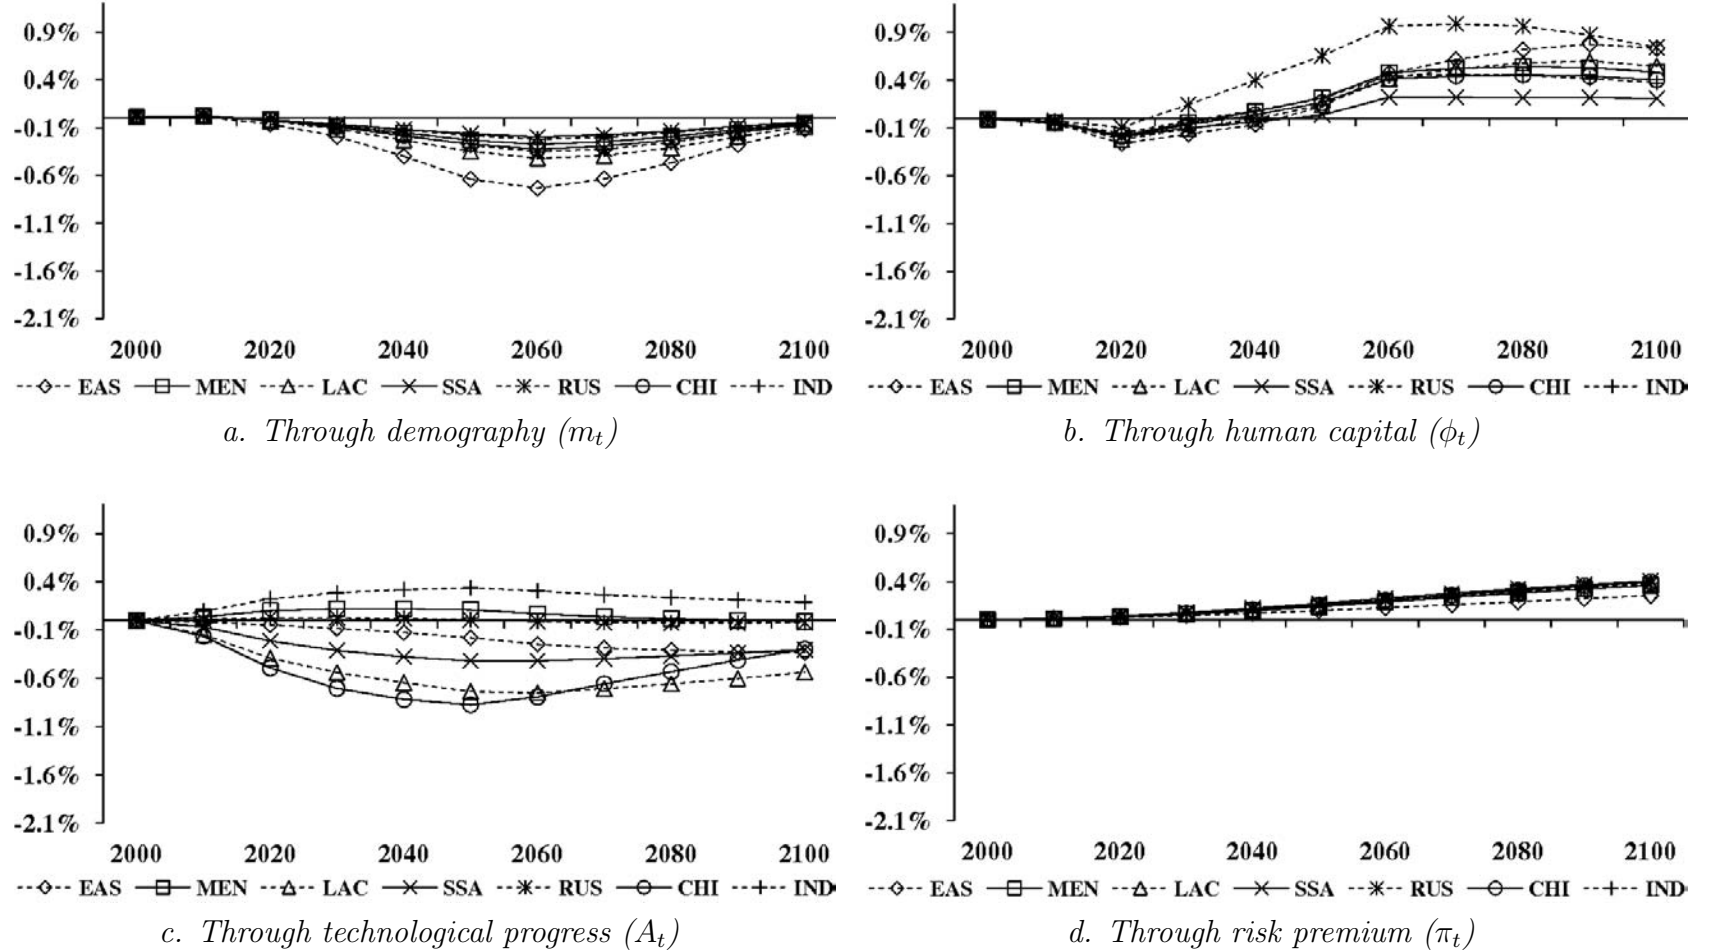 0.9%
0.4%
-0.1%
-0.6%
-1.1%
-1.6%
-2.1%
2000 2020 2040 2060 2080 2100
EAS MEN LAC SSA RUS CHI IND
a. Through demography (mₜ)
0.9%
0.4%
-0.1%
-0.6%
-1.1%
-1.6%
-2.1%
2000 2020 2040 2060 2080 2100
EAS MEN LAC SSA RUS CHI IND
b. Through human capital (ϕₜ)
0.9%
0.4%
-0.1%
-0.6%
-1.1%
-1.6%
-2.1%
2000 2020 2040 2060 2080 2100
EAS MEN LAC SSA RUS CHI IND
c. Through technological progress (Aₜ)
0.9%
0.4%
-0.1%
-0.6%
-1.1%
-1.6%
-2.1%
2000 2020 2040 2060 2080 2100
EAS MEN LAC SSA RUS CHI IND
d. Through risk premium (πₜ)